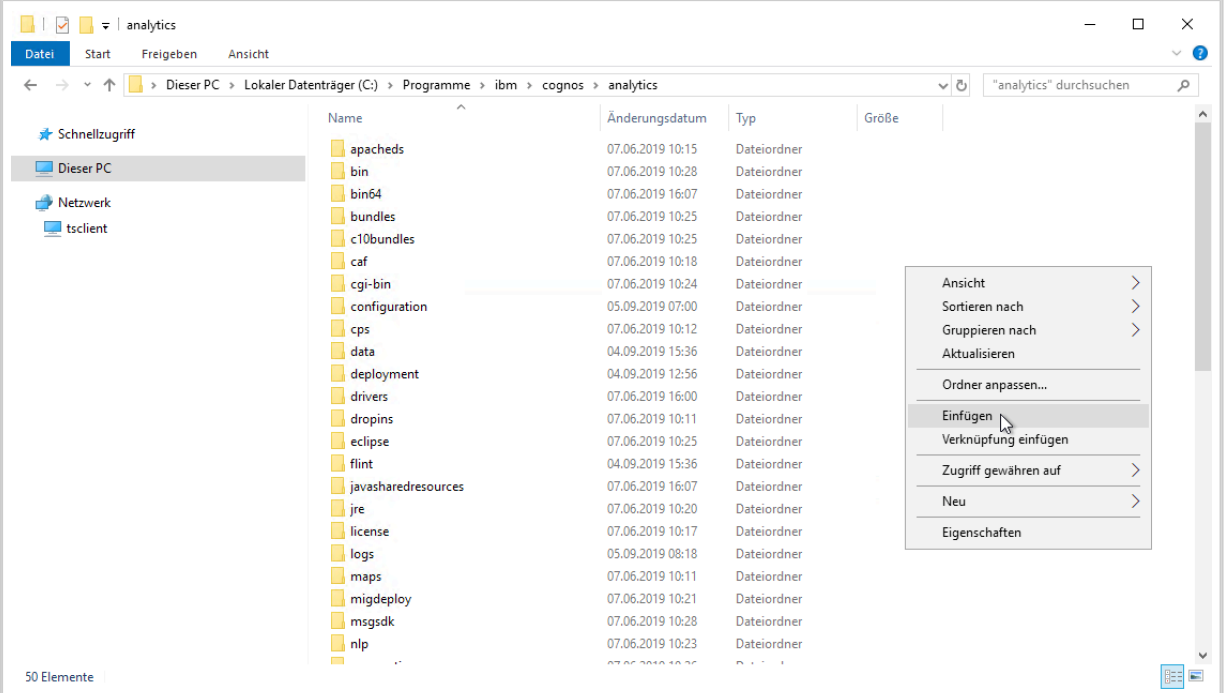 analytics
Datei Start Freigeben Ansicht
Dieser PC Lokaler Datenträger (C:) Programme ibm cognos analytics "analytics" durchsuchen
Schnellzugriff
Dieser PC
Netzwerk
tsclient
Name Änderungsdatum Typ Größe
apacheds 07.06.2019 10:15 Dateiordner
bin 07.06.2019 10:28 Dateiordner
bin64 07.06.2019 16:07 Dateiordner
bundles 07.06.2019 10:25 Dateiordner
c10bundles 07.06.2019 10:25 Dateiordner
caf 07.06.2019 10:18 Dateiordner
cgi-bin 07.06.2019 10:24 Dateiordner
configuration 05.09.2019 07:00 Dateiordner
cps 07.06.2019 10:12 Dateiordner
data 04.09.2019 15:36 Dateiordner
deployment 04.09.2019 12:56 Dateiordner
drivers 07.06.2019 16:00 Dateiordner
dropins 07.06.2019 10:11 Dateiordner
eclipse 07.06.2019 10:25 Dateiordner
flint 04.09.2019 15:36 Dateiordner
javasharedresources 07.06.2019 16:07 Dateiordner
jre 07.06.2019 10:20 Dateiordner
license 07.06.2019 10:17 Dateiordner
logs 05.09.2019 08:18 Dateiordner
maps 07.06.2019 10:11 Dateiordner
migdeploy 07.06.2019 10:21 Dateiordner
msgsdk 07.06.2019 10:28 Dateiordner
nlp 07.06.2019 10:23 Dateiordner
Ansicht
Sortieren nach
Gruppieren nach
Aktualisieren
Ordner anpassen...
Einfügen
Verknüpfung einfügen
Zugriff gewähren auf
Neu
Eigenschaften
50 Elemente